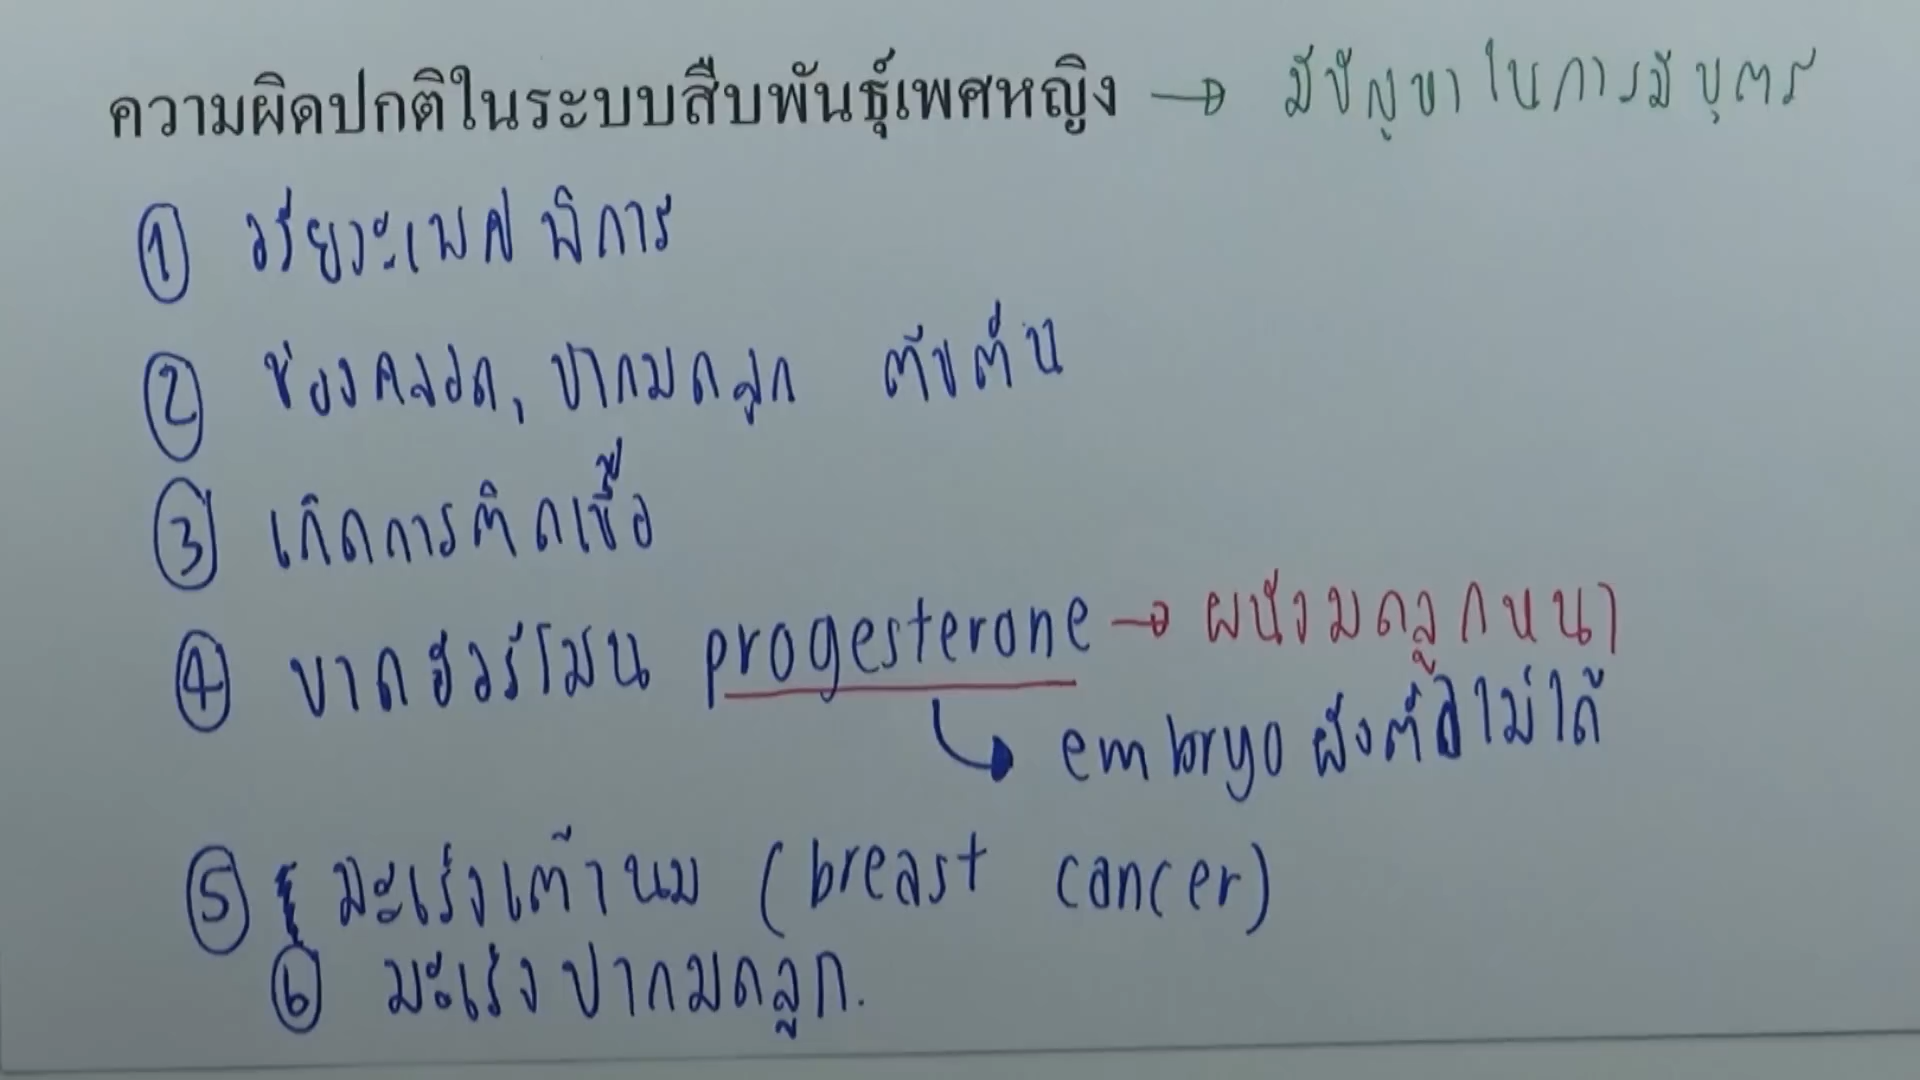 ความผิดปกติในระบบสืบพันธุ์เพศหญิง → มีปัญหาในการมีบุตร
① อวัยวะเพศพิการ
② ช่องคลอด, ปากมดลูก ตีบตัน
③ เกิดการติดเชื้อ
④ ขาดฮอร์โมน progesterone → ผนังมดลูกหนา
↳ embryo ฝังตัวไม่ได้
⑤ มะเร็งเต้านม (breast cancer)
⑥ มะเร็งปากมดลูก.